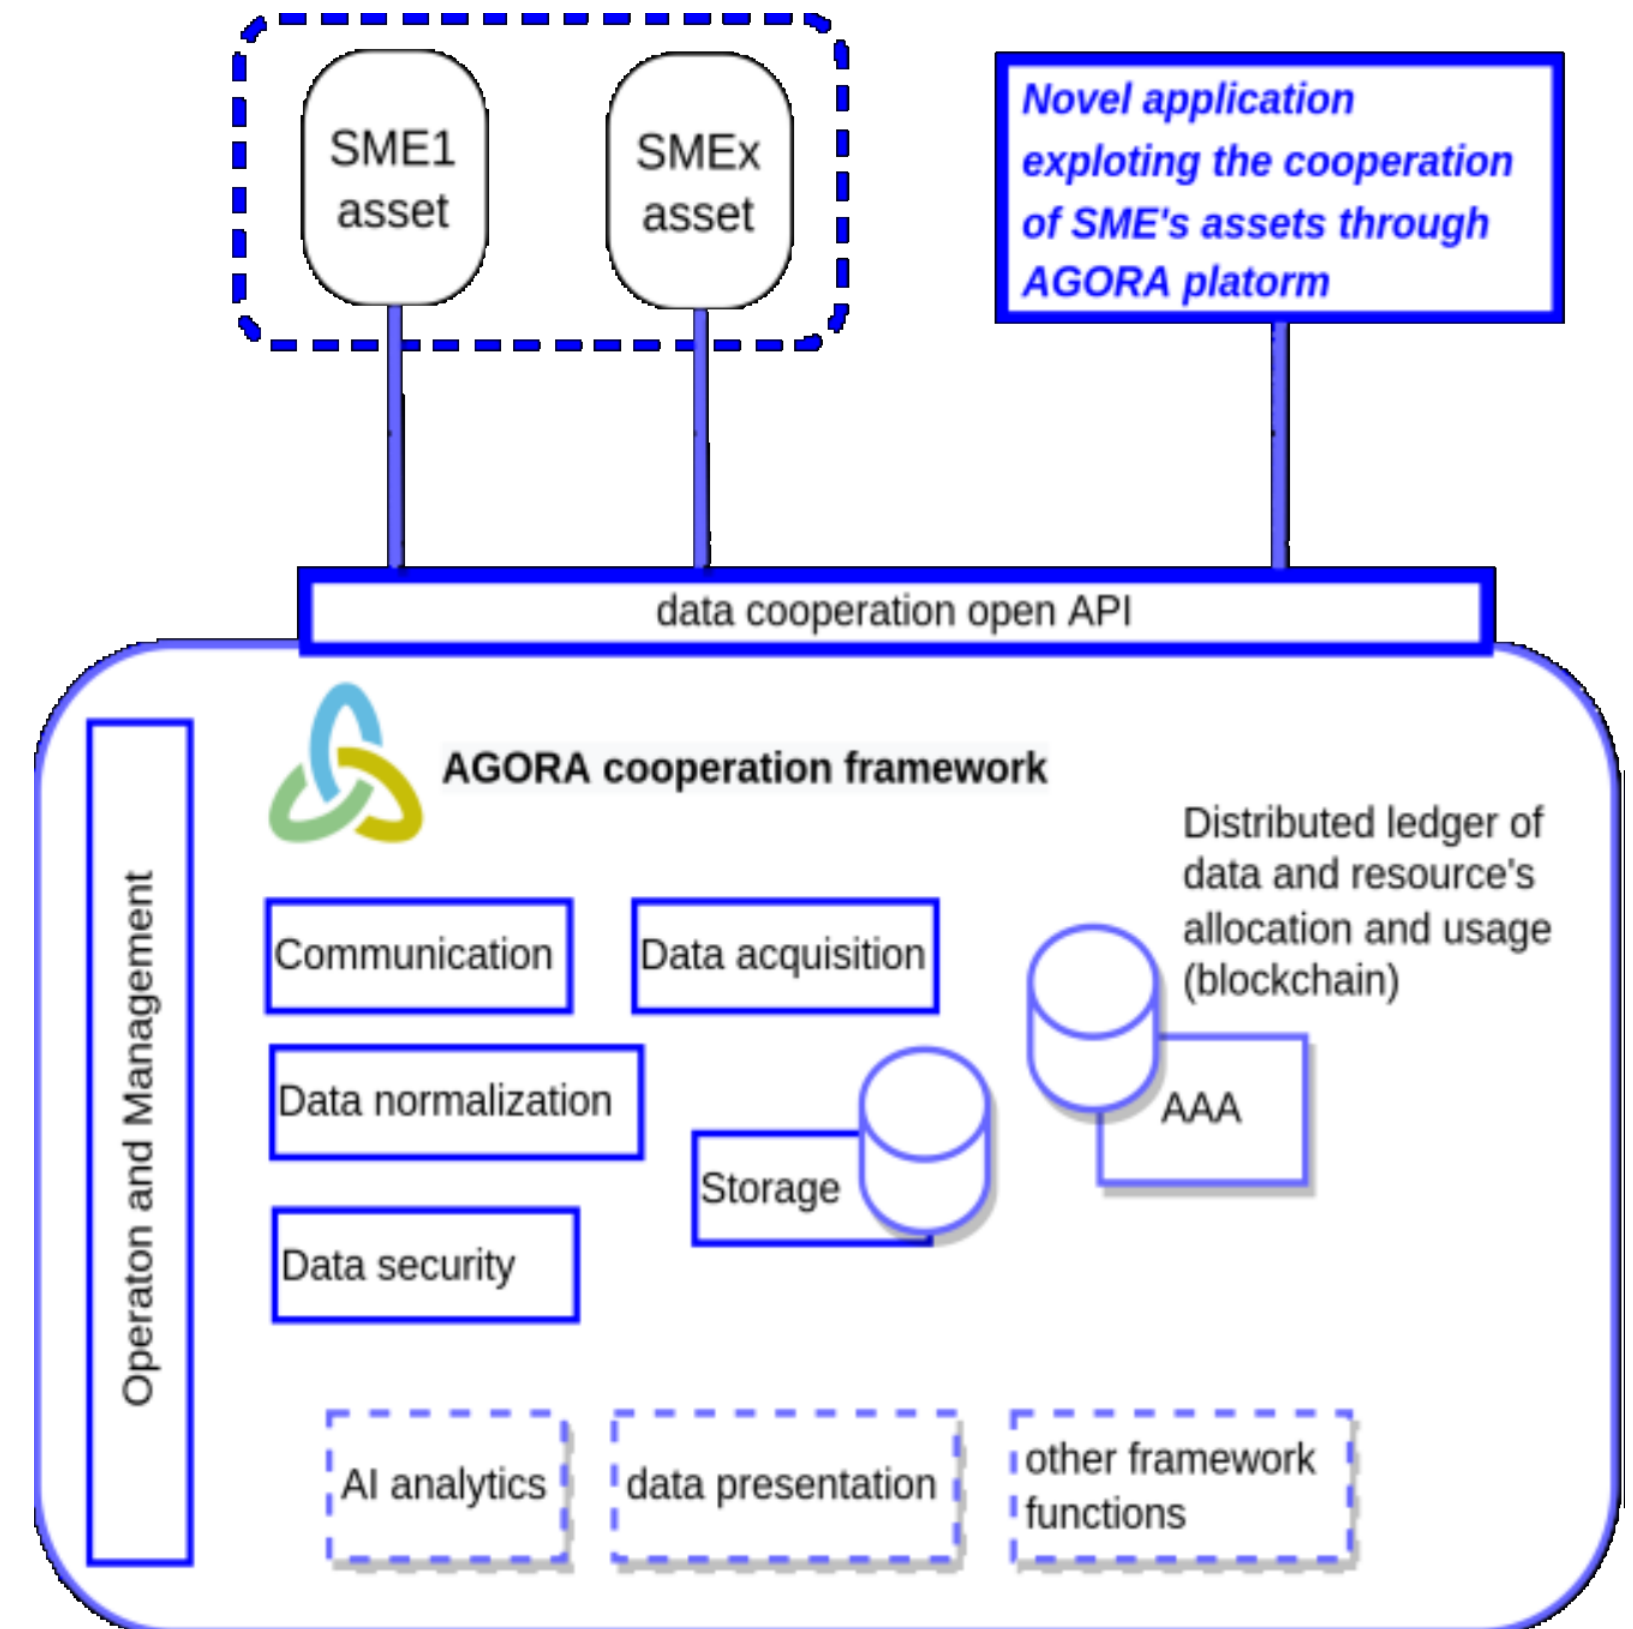 SME1
asset
SMEx
asset
Novel application
exploting the cooperation
of SME's assets through
AGORA platorm
data cooperation open API
AGORA cooperation framework
Operaton and Management
Distributed ledger of
data and resource's
allocation and usage
(blockchain)
Communication
Data acquisition
Data normalization
AAA
Storage
Data security
AI analytics
data presentation
other framework
functions